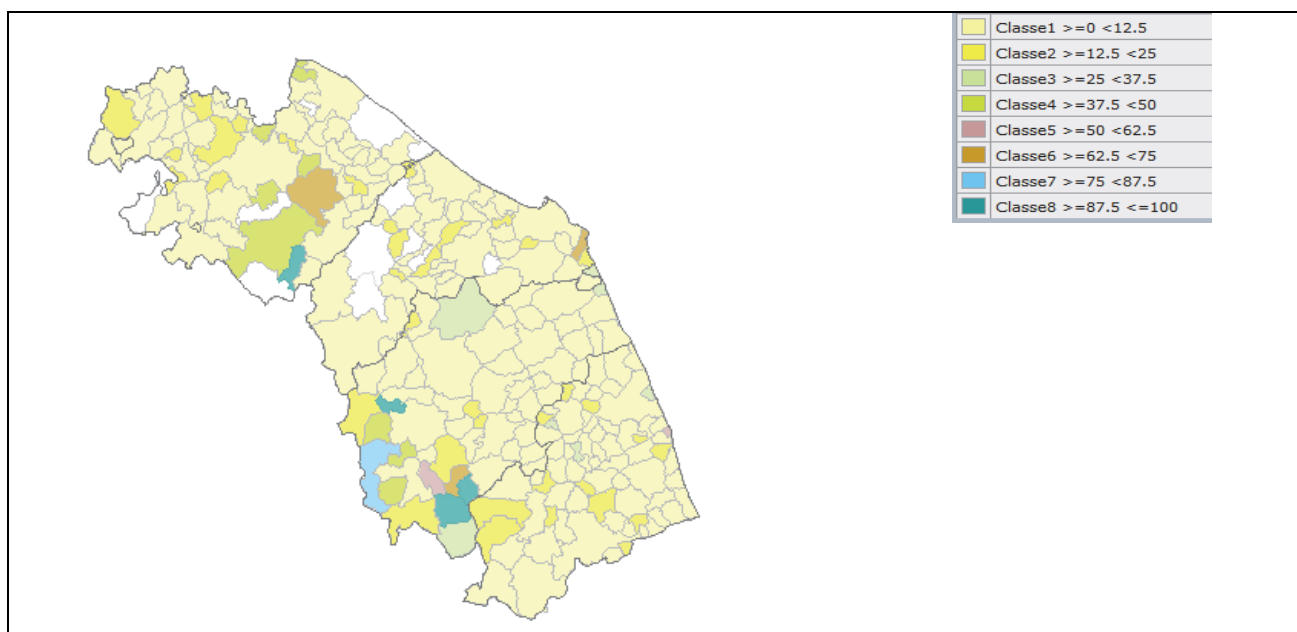 Classe1 >=0 <12.5
Classe2 >=12.5 <25
Classe3 >=25 <37.5
Classe4 >=37.5 <50
Classe5 >=50 <62.5
Classe6 >=62.5 <75
Classe7 >=75 <87.5
Classe8 >=87.5 <=100